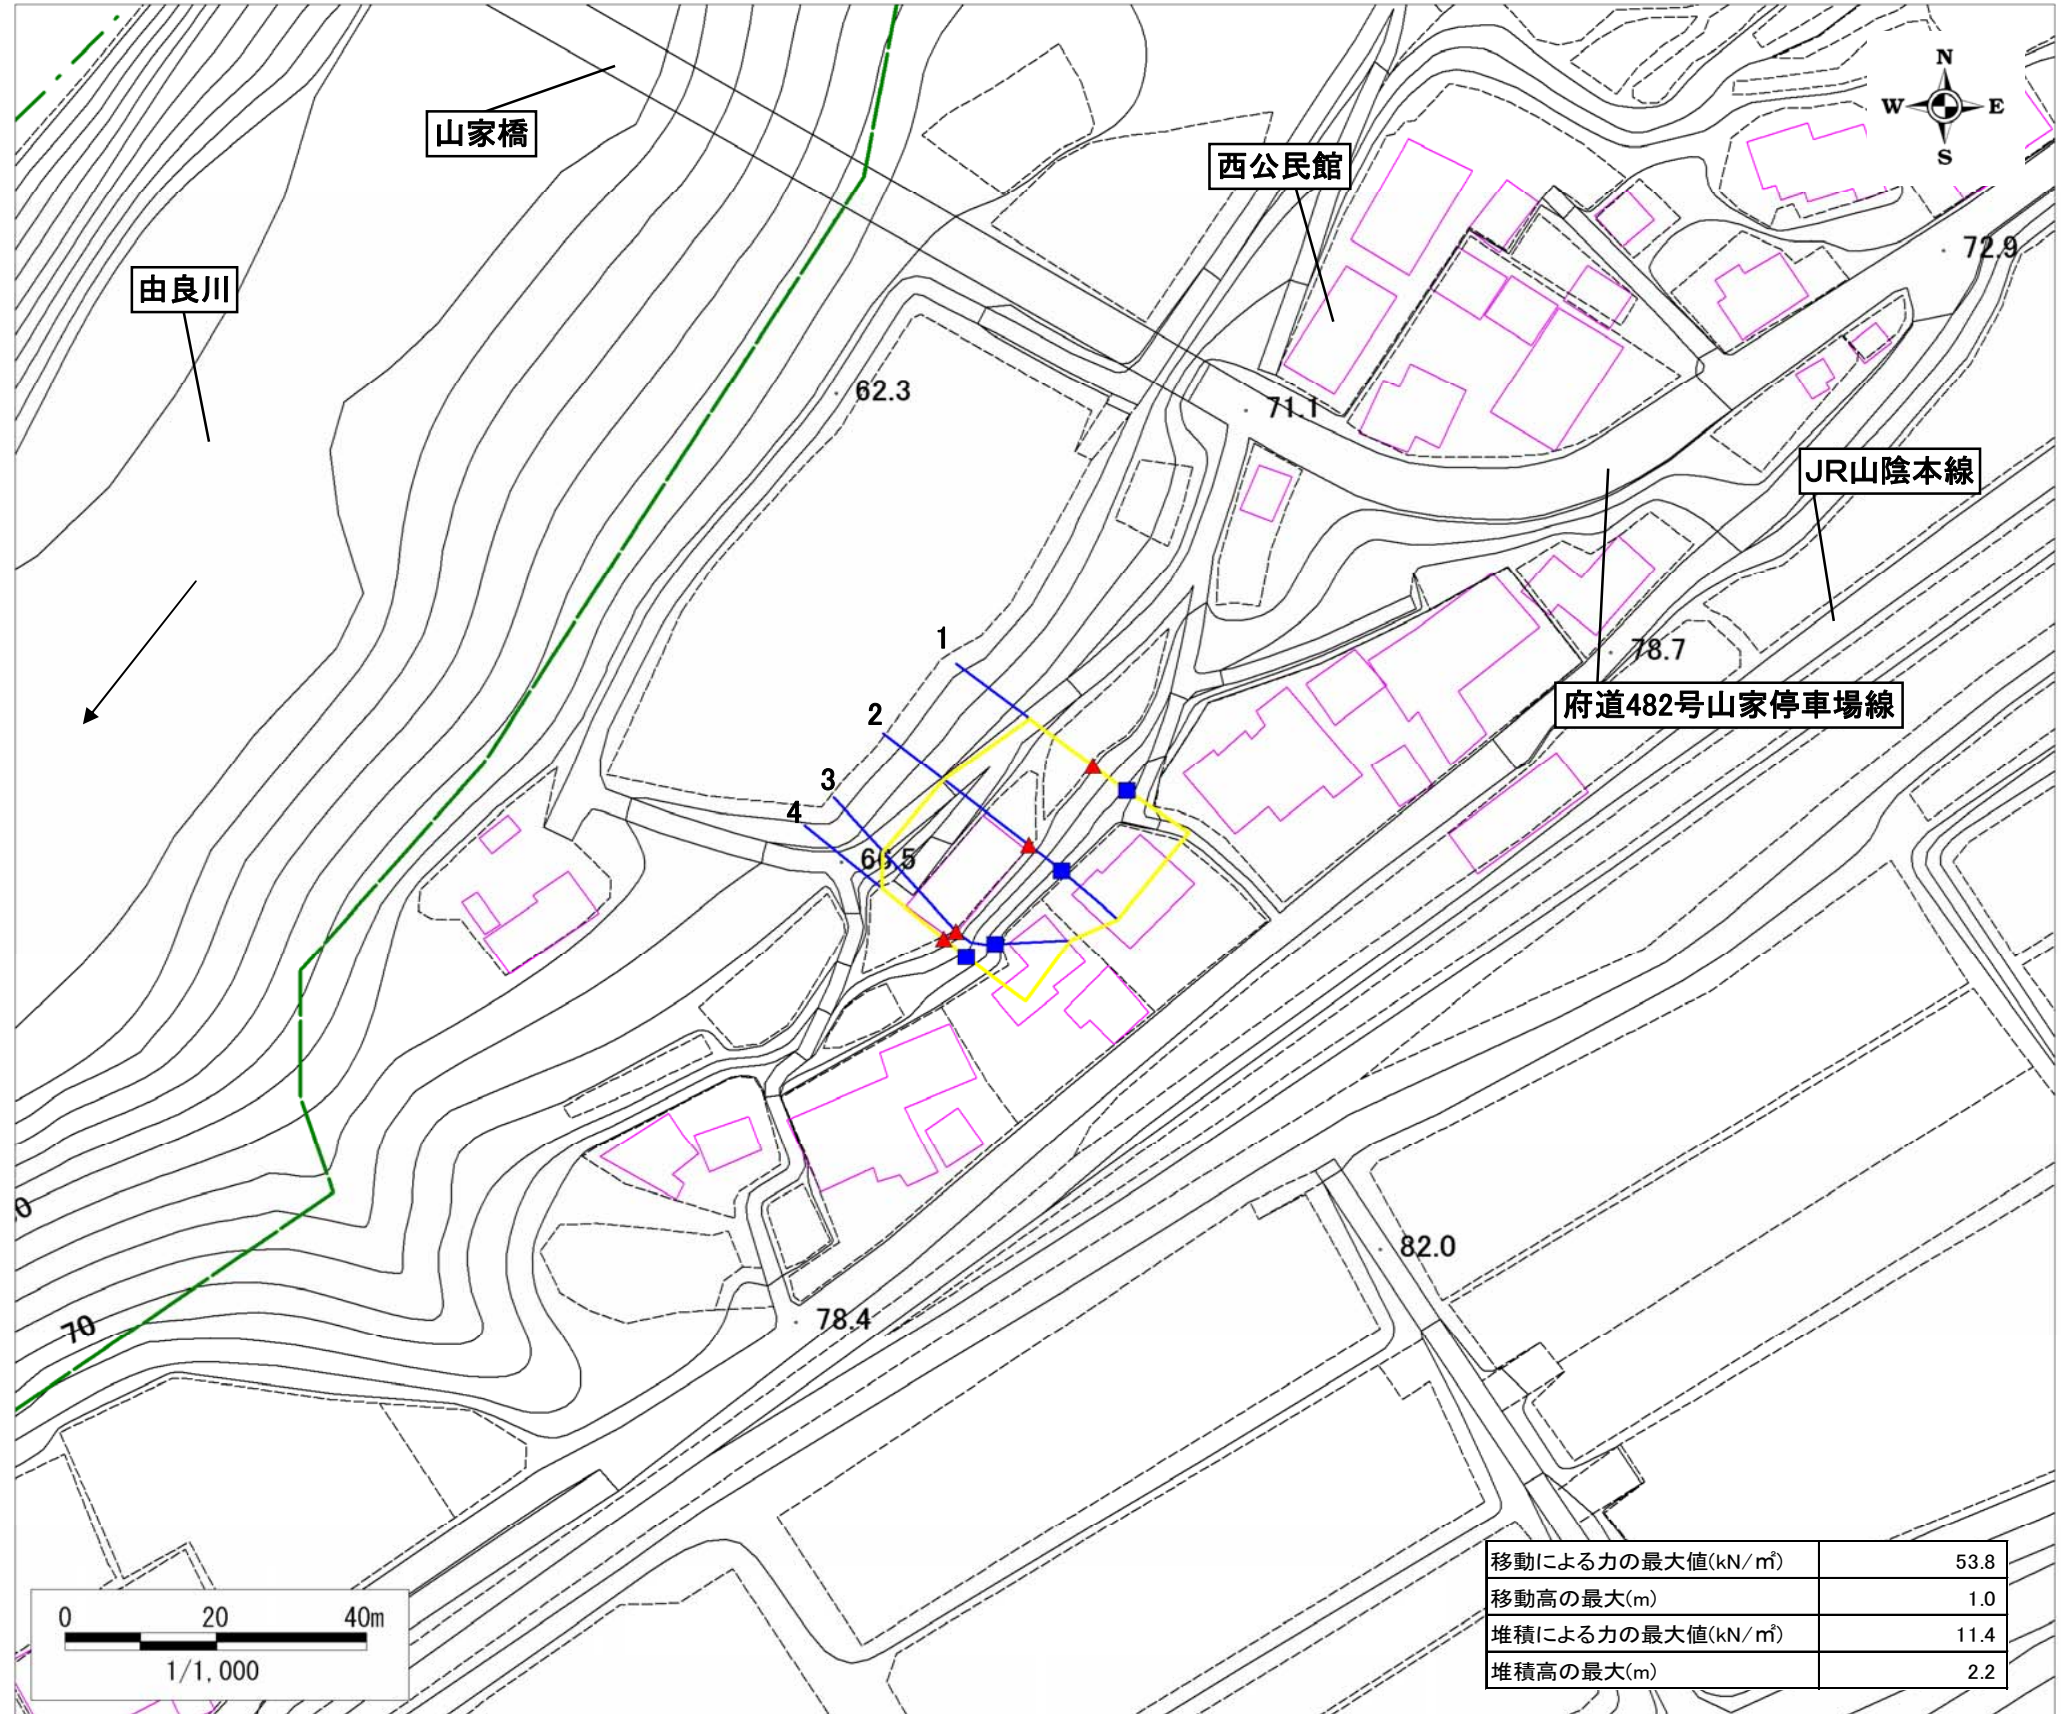 N
W E
S
山家橋
西公民館
72.9
由良川
62.3
71.1
JR山陰本線
1
78.7
府道482号山家停車場線
2
3
4
66.5
82.0
70
78.4
移動による力の最大値(kN/㎡) 53.8
移動高の最大(m) 1.0
堆積による力の最大値(kN/㎡) 11.4
堆積高の最大(m) 2.2
0 20 40m
1/1,000